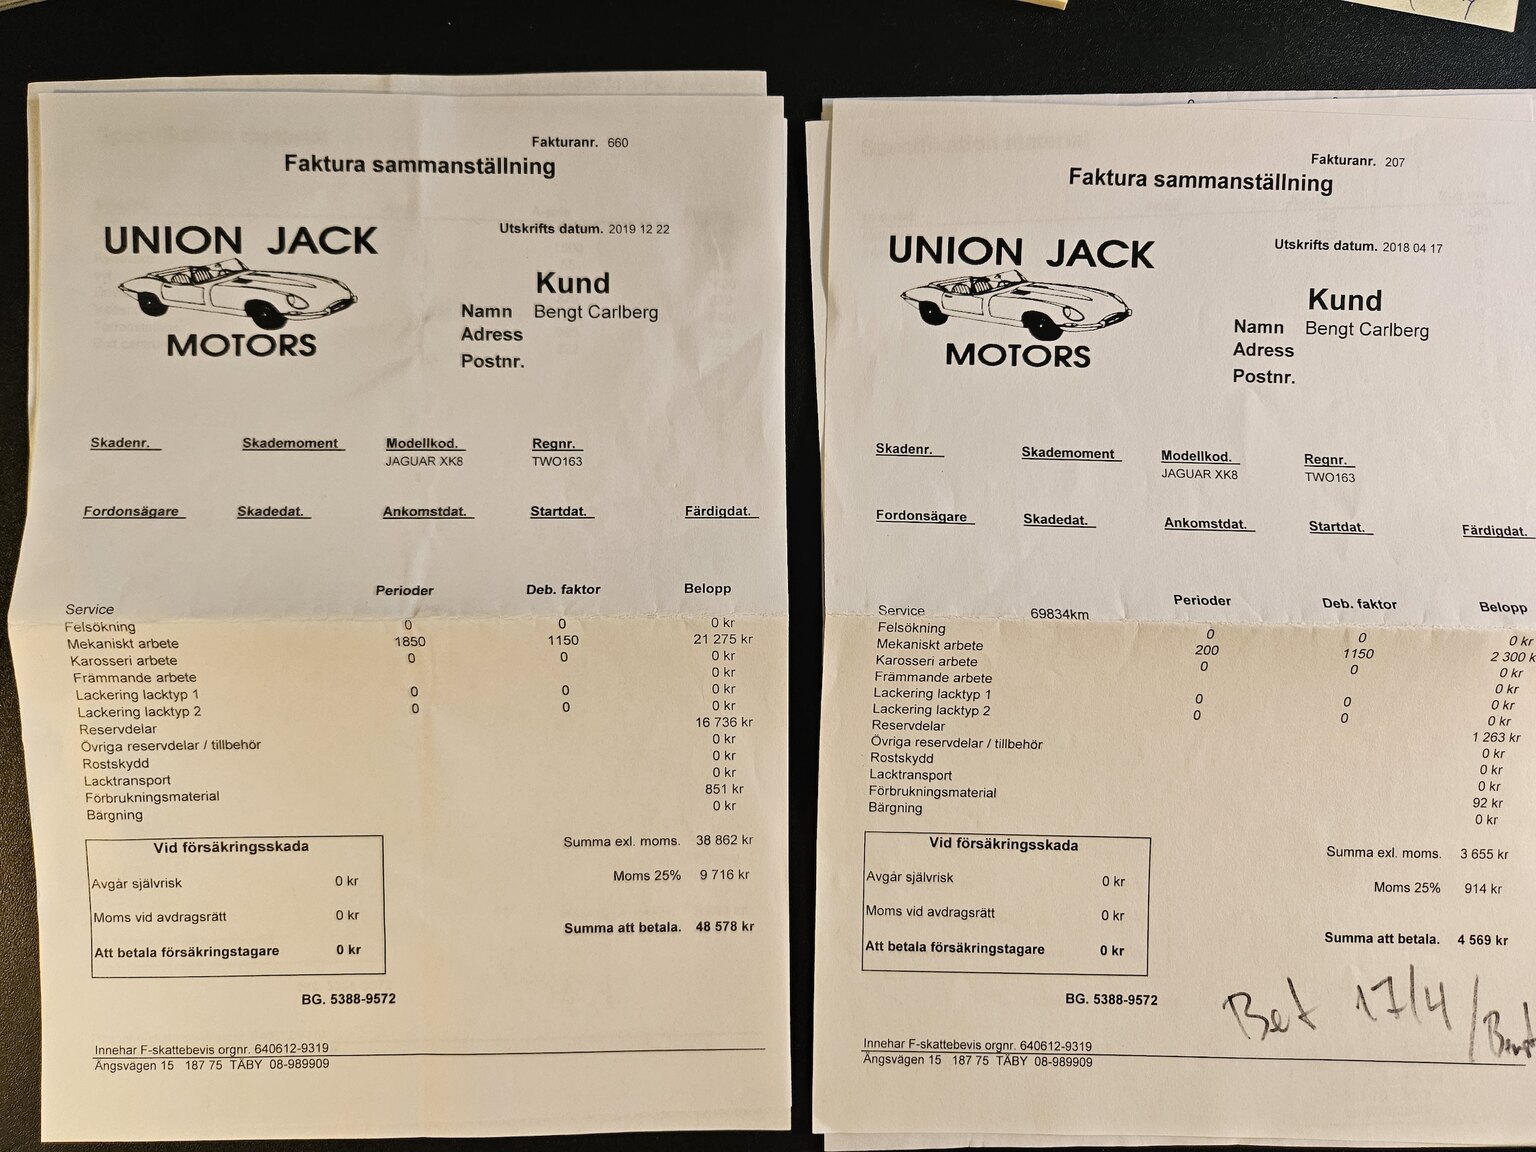 Fakturanr. 660
Faktura sammanställning
UNION JACK
MOTORS
Utskrifts datum. 2019 12 22
Kund
Namn Bengt Carlberg
Adress
Postnr.
Skadenr. Skademoment Modellkod. Regnr.
JAGUAR XK8 TWO163
Fordonsägare Skadedat. Ankomstdat. Startdat. Färdigdat.
Perioder Deb. faktor Belopp
Service
Felsökning 0 0 0 kr
Mekaniskt arbete 1850 1150 21 275 kr
Karosseri arbete 0 0 0 kr
Främmande arbete 0 kr
Lackering lacktyp 1 0 0 0 kr
Lackering lacktyp 2 0 0 0 kr
Reservdelar 16 736 kr
Övriga reservdelar / tillbehör 0 kr
Rostskydd 0 kr
Lacktransport 0 kr
Förbrukningsmaterial 851 kr
Bärgning 0 kr
Vid försäkringsskada
Avgår självrisk 0 kr
Moms vid avdragsrätt 0 kr
Att betala försäkringstagare 0 kr
Summa exl. moms. 38 862 kr
Moms 25% 9 716 kr
Summa att betala. 48 578 kr
BG. 5388-9572
Innehar F-skattebevis orgnr. 640612-9319
Ängsvägen 15 187 75 TÄBY 08-989909
Fakturanr. 207
Faktura sammanställning
UNION JACK
MOTORS
Utskrifts datum. 2018 04 17
Kund
Namn Bengt Carlberg
Adress
Postnr.
Skadenr. Skademoment Modellkod. Regnr.
JAGUAR XK8 TWO163
Fordonsägare Skadedat. Ankomstdat. Startdat. Färdigdat.
Perioder Deb. faktor Belopp
Service 69834km
Felsökning 0 0 0 kr
Mekaniskt arbete 200 1150 2 300 k
Karosseri arbete 0 0 0 kr
Främmande arbete 0 kr
Lackering lacktyp 1 0 0 0 kr
Lackering lacktyp 2 0 0 0 kr
Reservdelar 1 263 kr
Övriga reservdelar / tillbehör 0 kr
Rostskydd 0 kr
Lacktransport 0 kr
Förbrukningsmaterial 92 kr
Bärgning 0 kr
Vid försäkringsskada
Avgår självrisk 0 kr
Moms vid avdragsrätt 0 kr
Att betala försäkringstagare 0 kr
Summa exl. moms. 3 655 kr
Moms 25% 914 kr
Summa att betala. 4 569 kr
BG. 5388-9572
Bet 17/4 / Bengt
Innehar F-skattebevis orgnr. 640612-9319
Ängsvägen 15 187 75 TÄBY 08-989909